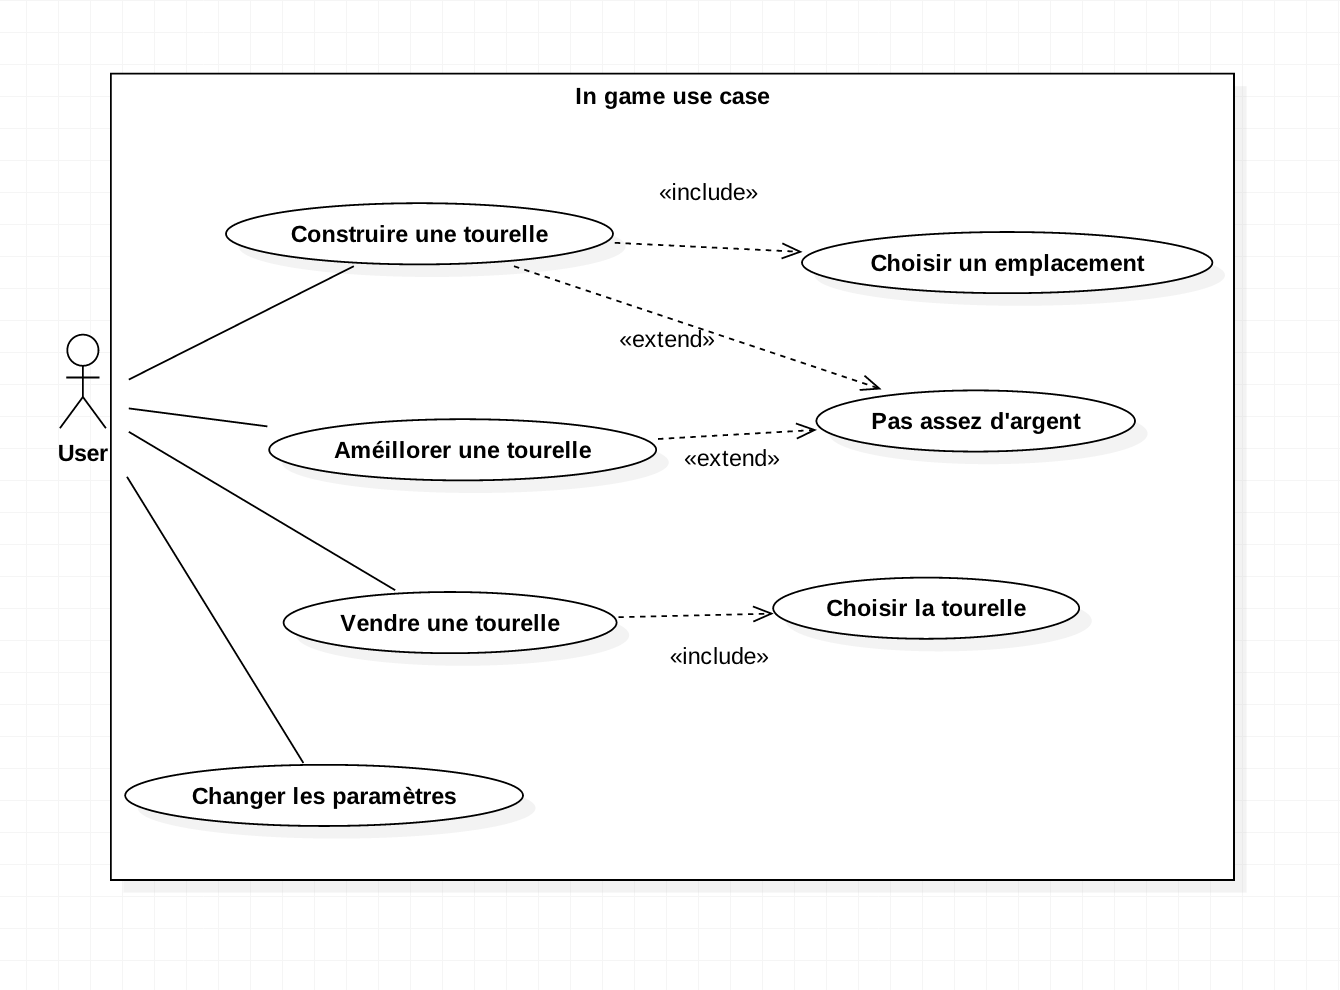 In game use case
«include»
Construire une tourelle
Choisir un emplacement
«extend»
User
Pas assez d'argent
Améillorer une tourelle
«extend»
Choisir la tourelle
Vendre une tourelle
«include»
Changer les paramètres